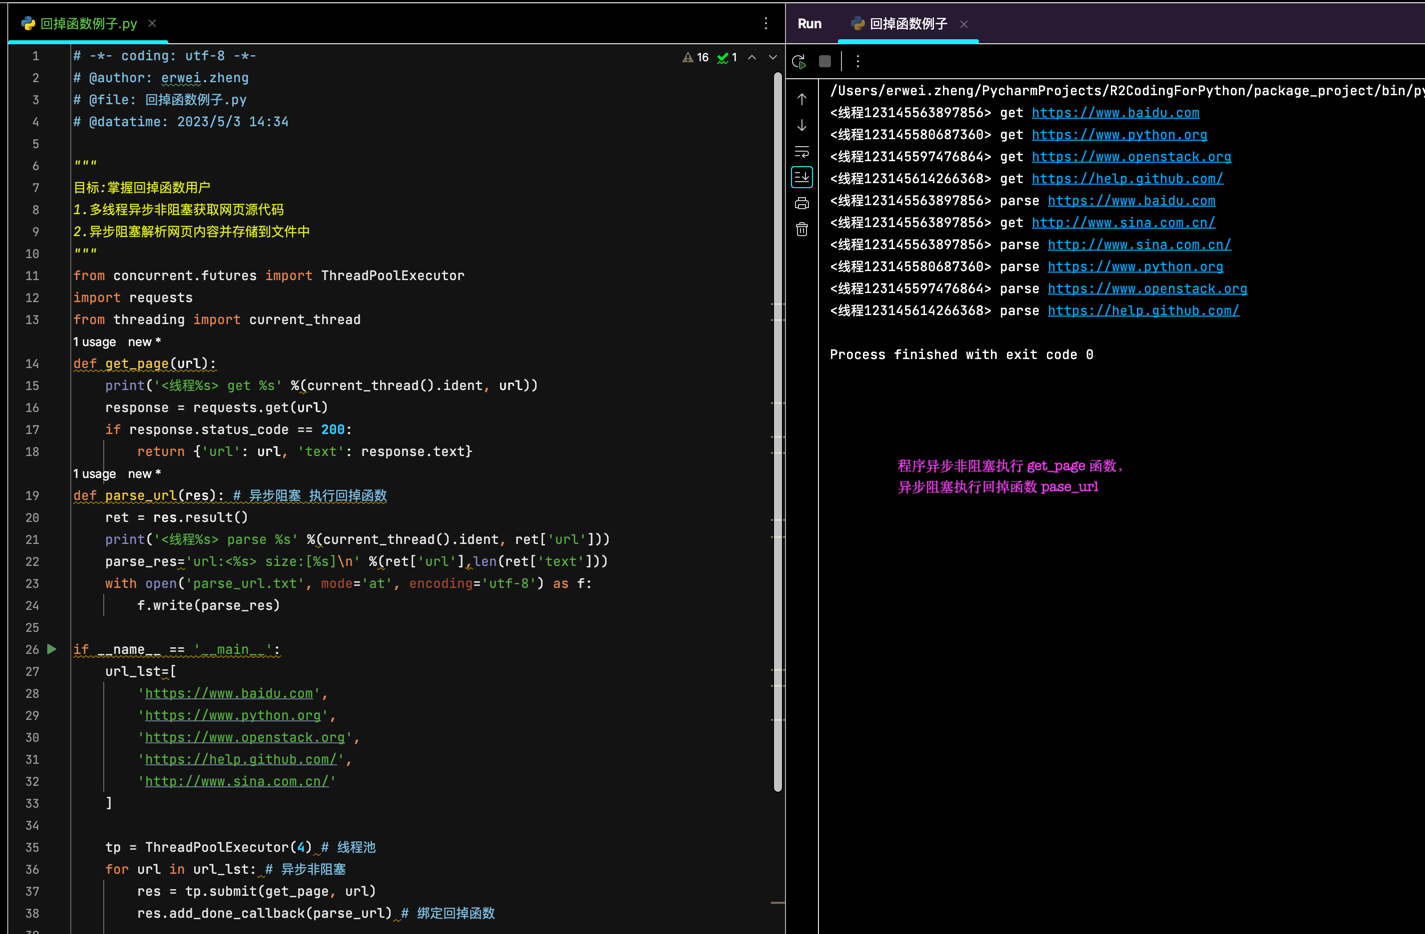 回掉函数例子.py
1 # -*- coding: utf-8 -*-
16 1
2 # @author: erwei.zheng
3 # @file: 回掉函数例子.py
4 # @datatime: 2023/5/3 14:34
5
6 """
7 目标:掌握回掉函数用户
8 1.多线程异步非阻塞获取网页源代码
9 2.异步阻塞解析网页内容并存储到文件中
10 """
11 from concurrent.futures import ThreadPoolExecutor
12 import requests
13 from threading import current_thread
1 usage new *
14 def get_page(url):
15 print('<线程%s> get %s' %(current_thread().ident, url))
16 response = requests.get(url)
17 if response.status_code == 200:
18 return {'url': url, 'text': response.text}
1 usage new *
19 def parse_url(res): # 异步阻塞 执行回掉函数
20 ret = res.result()
21 print('<线程%s> parse %s' %(current_thread().ident, ret['url']))
22 parse_res='url:<%s> size:[%s]\n' %(ret['url'],len(ret['text']))
23 with open('parse_url.txt', mode='at', encoding='utf-8') as f:
24 f.write(parse_res)
25
26 if __name__ == '__main__':
27 url_lst=[
28 'https://www.baidu.com',
29 'https://www.python.org',
30 'https://www.openstack.org',
31 'https://help.github.com/',
32 'http://www.sina.com.cn/'
33 ]
34
35 tp = ThreadPoolExecutor(4) # 线程池
36 for url in url_lst: # 异步非阻塞
37 res = tp.submit(get_page, url)
38 res.add_done_callback(parse_url) # 绑定回掉函数
Run 回掉函数例子
/Users/erwei.zheng/PycharmProjects/R2CodingForPython/package_project/bin/py
<线程123145563897856> get https://www.baidu.com
<线程123145580687360> get https://www.python.org
<线程123145597476864> get https://www.openstack.org
<线程123145614266368> get https://help.github.com/
<线程123145563897856> parse https://www.baidu.com
<线程123145563897856> get http://www.sina.com.cn/
<线程123145563897856> parse http://www.sina.com.cn/
<线程123145580687360> parse https://www.python.org
<线程123145597476864> parse https://www.openstack.org
<线程123145614266368> parse https://help.github.com/
Process finished with exit code 0
程序异步非阻塞执行 get_page 函数，
异步阻塞执行回掉函数 pase_url